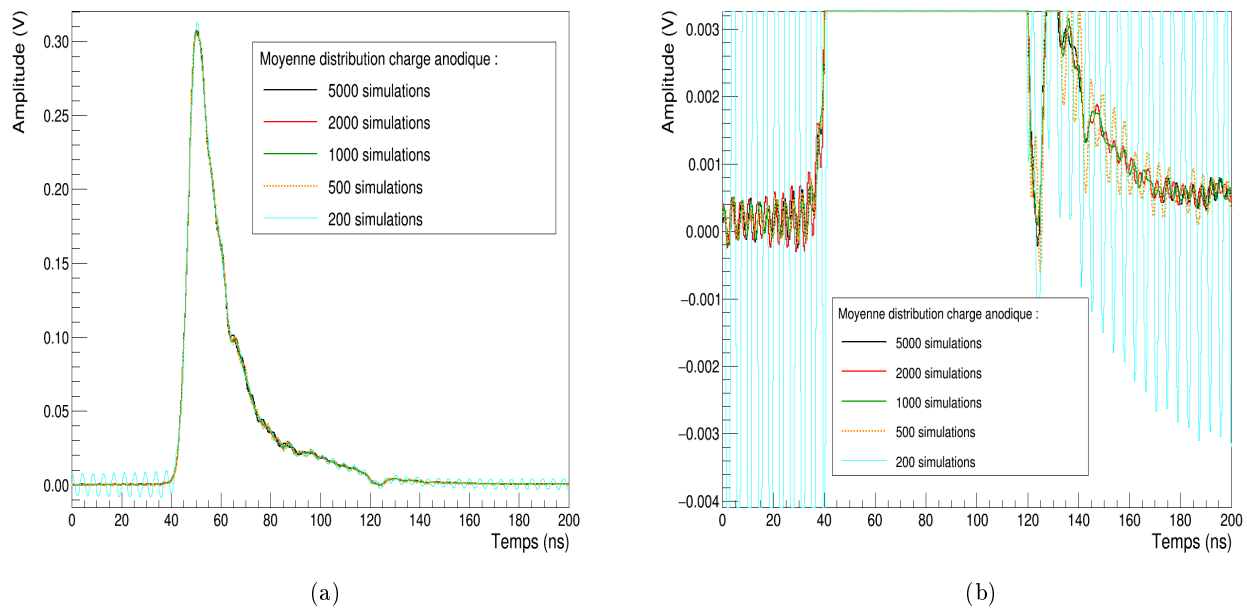 Amplitude (V)
0.30
0.25
0.20
0.15
0.10
0.05
0.00
Moyenne distribution charge anodique :
5000 simulations
2000 simulations
1000 simulations
500 simulations
200 simulations
0 20 40 60 80 100 120 140 160 180 200
Temps (ns)
(a)
Amplitude (V)
0.003
0.002
0.001
0.000
−0.001
−0.002
−0.003
−0.004
Moyenne distribution charge anodique :
5000 simulations
2000 simulations
1000 simulations
500 simulations
200 simulations
0 20 40 60 80 100 120 140 160 180 200
Temps (ns)
(b)